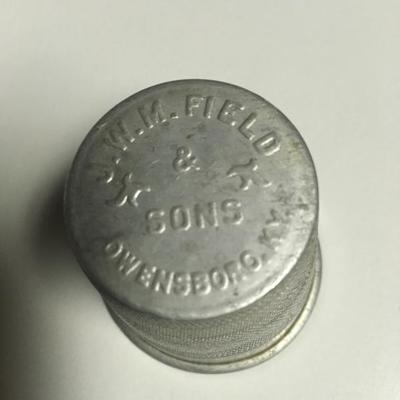 J.W.M. FIELD
&
SONS
OWENSBORO, KY.